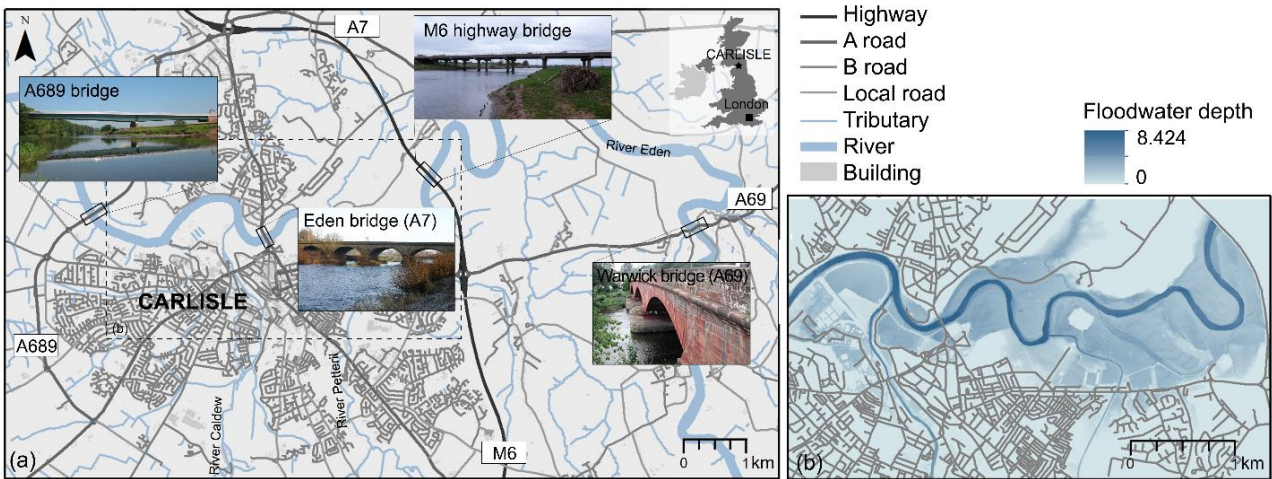 N
A7
M6 highway bridge
CARLISLE
London
A689 bridge
River Eden
A69
Eden bridge (A7)
Warwick bridge (A69)
CARLISLE
(b)
A689
River Caldew
River Petteril
M6
0 1km
(a)
Highway
A road
B road
Local road
Tributary
River
Building
Floodwater depth
8.424
0
(b)
0 1km